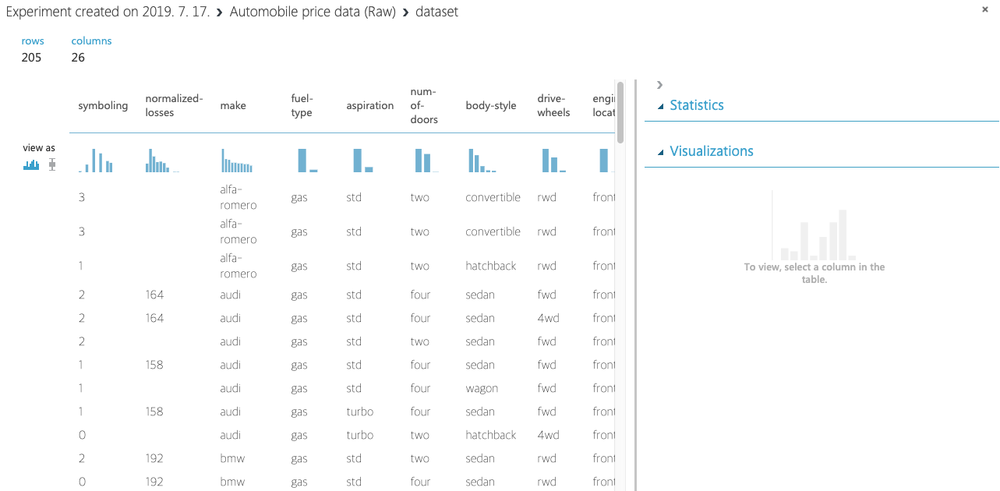 Experiment created on 2019. 7. 17. ❯ Automobile price data (Raw) ❯ dataset ×
rows columns
205 26
symboling normalized-losses make fuel-type aspiration num-of-doors body-style drive-wheels engi locat
view as
3 alfa-romero gas std two convertible rwd front
3 alfa-romero gas std two convertible rwd front
1 alfa-romero gas std two hatchback rwd front
2 164 audi gas std four sedan fwd front
2 164 audi gas std four sedan 4wd front
2 audi gas std two sedan fwd front
1 158 audi gas std four sedan fwd front
1 audi gas std four wagon fwd front
1 158 audi gas turbo four sedan fwd front
0 audi gas turbo two hatchback 4wd front
2 192 bmw gas std two sedan rwd front
0 192 bmw gas std four sedan rwd front
❯
Statistics
Visualizations
To view, select a column in the
table.